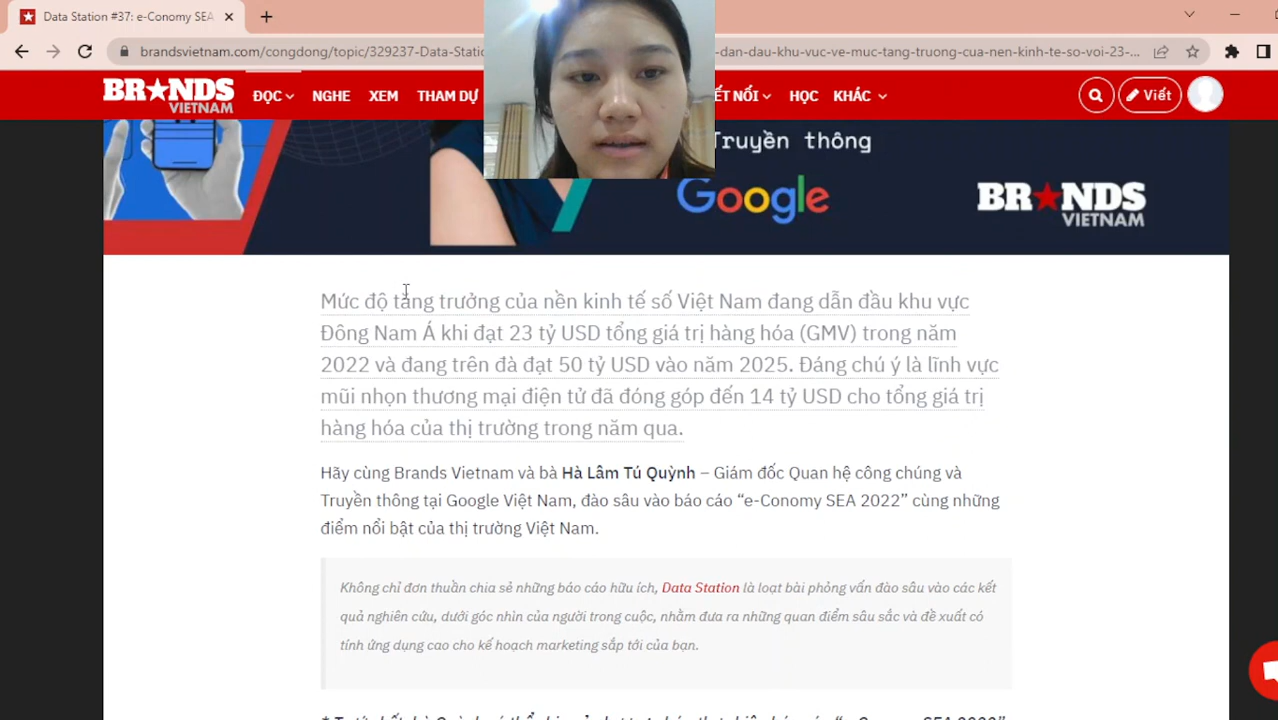 Data Station #37: e-Conomy SEA
brandsvietnam.com/congdong/topic/329237-Data-Stati
-dan-dau-khu-vuc-ve-muc-tang-truong-cua-nen-kinh-te-so-voi-23-...
BRANDS VIETNAM
ĐỌC NGHE XEM THAM DỰ ẾT NỐI HỌC KHÁC Viết
Truyền thông
Google
BRANDS VIETNAM
Mức độ tăng trưởng của nền kinh tế số Việt Nam đang dẫn đầu khu vực
Đông Nam Á khi đạt 23 tỷ USD tổng giá trị hàng hóa (GMV) trong năm
2022 và đang trên đà đạt 50 tỷ USD vào năm 2025. Đáng chú ý là lĩnh vực
mũi nhọn thương mại điện tử đã đóng góp đến 14 tỷ USD cho tổng giá trị
hàng hóa của thị trường trong năm qua.
Hãy cùng Brands Vietnam và bà Hà Lâm Tú Quỳnh – Giám đốc Quan hệ công chúng và
Truyền thông tại Google Việt Nam, đào sâu vào báo cáo “e-Conomy SEA 2022” cùng những
điểm nổi bật của thị trường Việt Nam.
Không chỉ đơn thuần chia sẻ những báo cáo hữu ích, Data Station là loạt bài phỏng vấn đào sâu vào các kết
quả nghiên cứu, dưới góc nhìn của người trong cuộc, nhằm đưa ra những quan điểm sâu sắc và đề xuất có
tính ứng dụng cao cho kế hoạch marketing sắp tới của bạn.